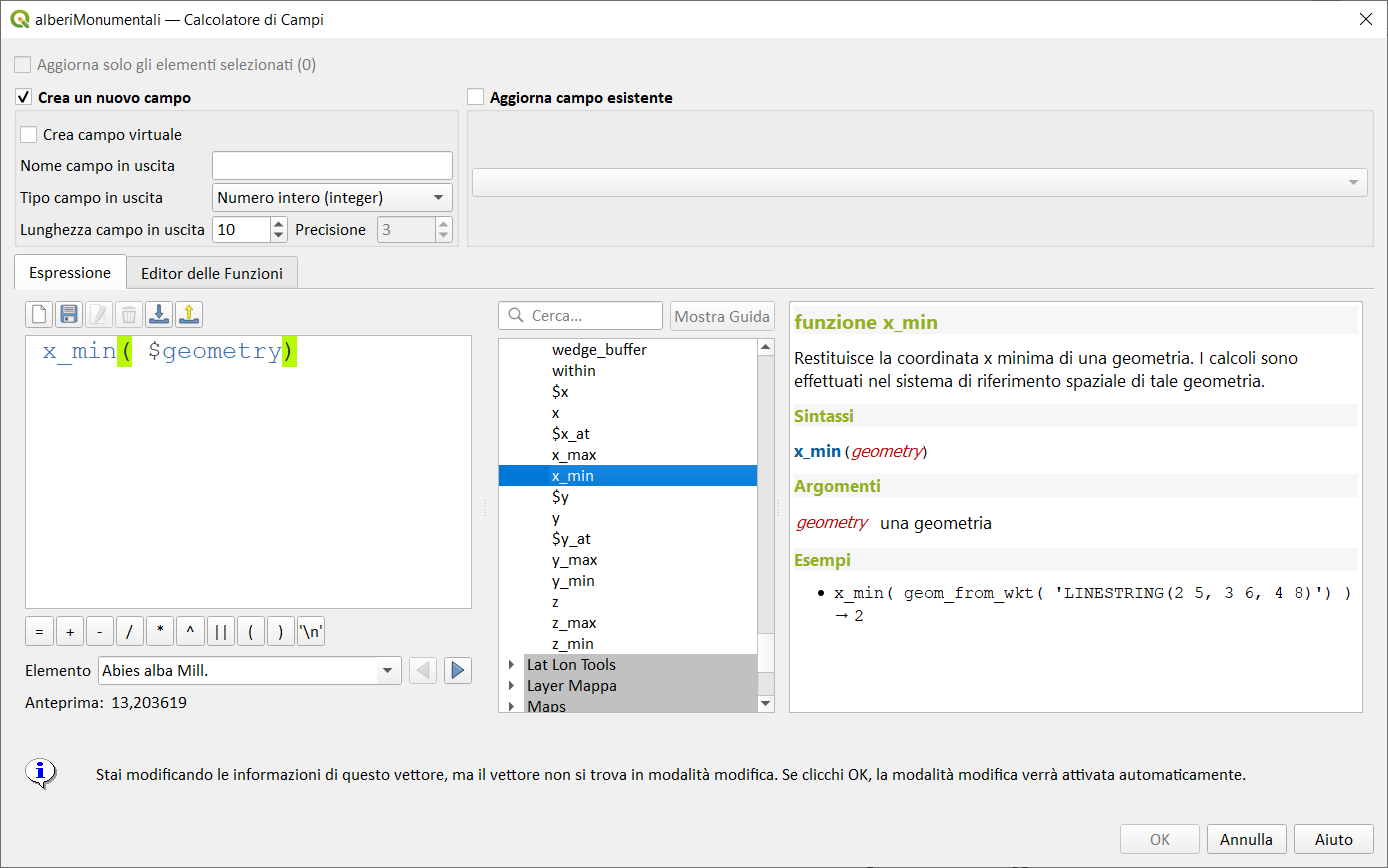 alberiMonumentali — Calcolatore di Campi
Aggiorna solo gli elementi selezionati (0)
Crea un nuovo campo
Aggiorna campo esistente
Crea campo virtuale
Nome campo in uscita
Tipo campo in uscita Numero intero (integer)
Lunghezza campo in uscita 10 Precisione 3
Espressione Editor delle Funzioni
Cerca... Mostra Guida
x_min( $geometry)
= + - / * ^ || ( ) '\n'
Elemento Abies alba Mill.
Anteprima: 13,203619
wedge_buffer
within
$x
x
$x_at
x_max
x_min
$y
y
$y_at
y_max
y_min
z
z_max
z_min
Lat Lon Tools
Layer Mappa
Maps
funzione x_min
Restituisce la coordinata x minima di una geometria. I calcoli sono
effettuati nel sistema di riferimento spaziale di tale geometria.
Sintassi
x_min(geometry)
Argomenti
geometry una geometria
Esempi
• x_min( geom_from_wkt( 'LINESTRING(2 5, 3 6, 4 8)') )
→ 2
Stai modificando le informazioni di questo vettore, ma il vettore non si trova in modalità modifica. Se clicchi OK, la modalità modifica verrà attivata automaticamente.
OK Annulla Aiuto